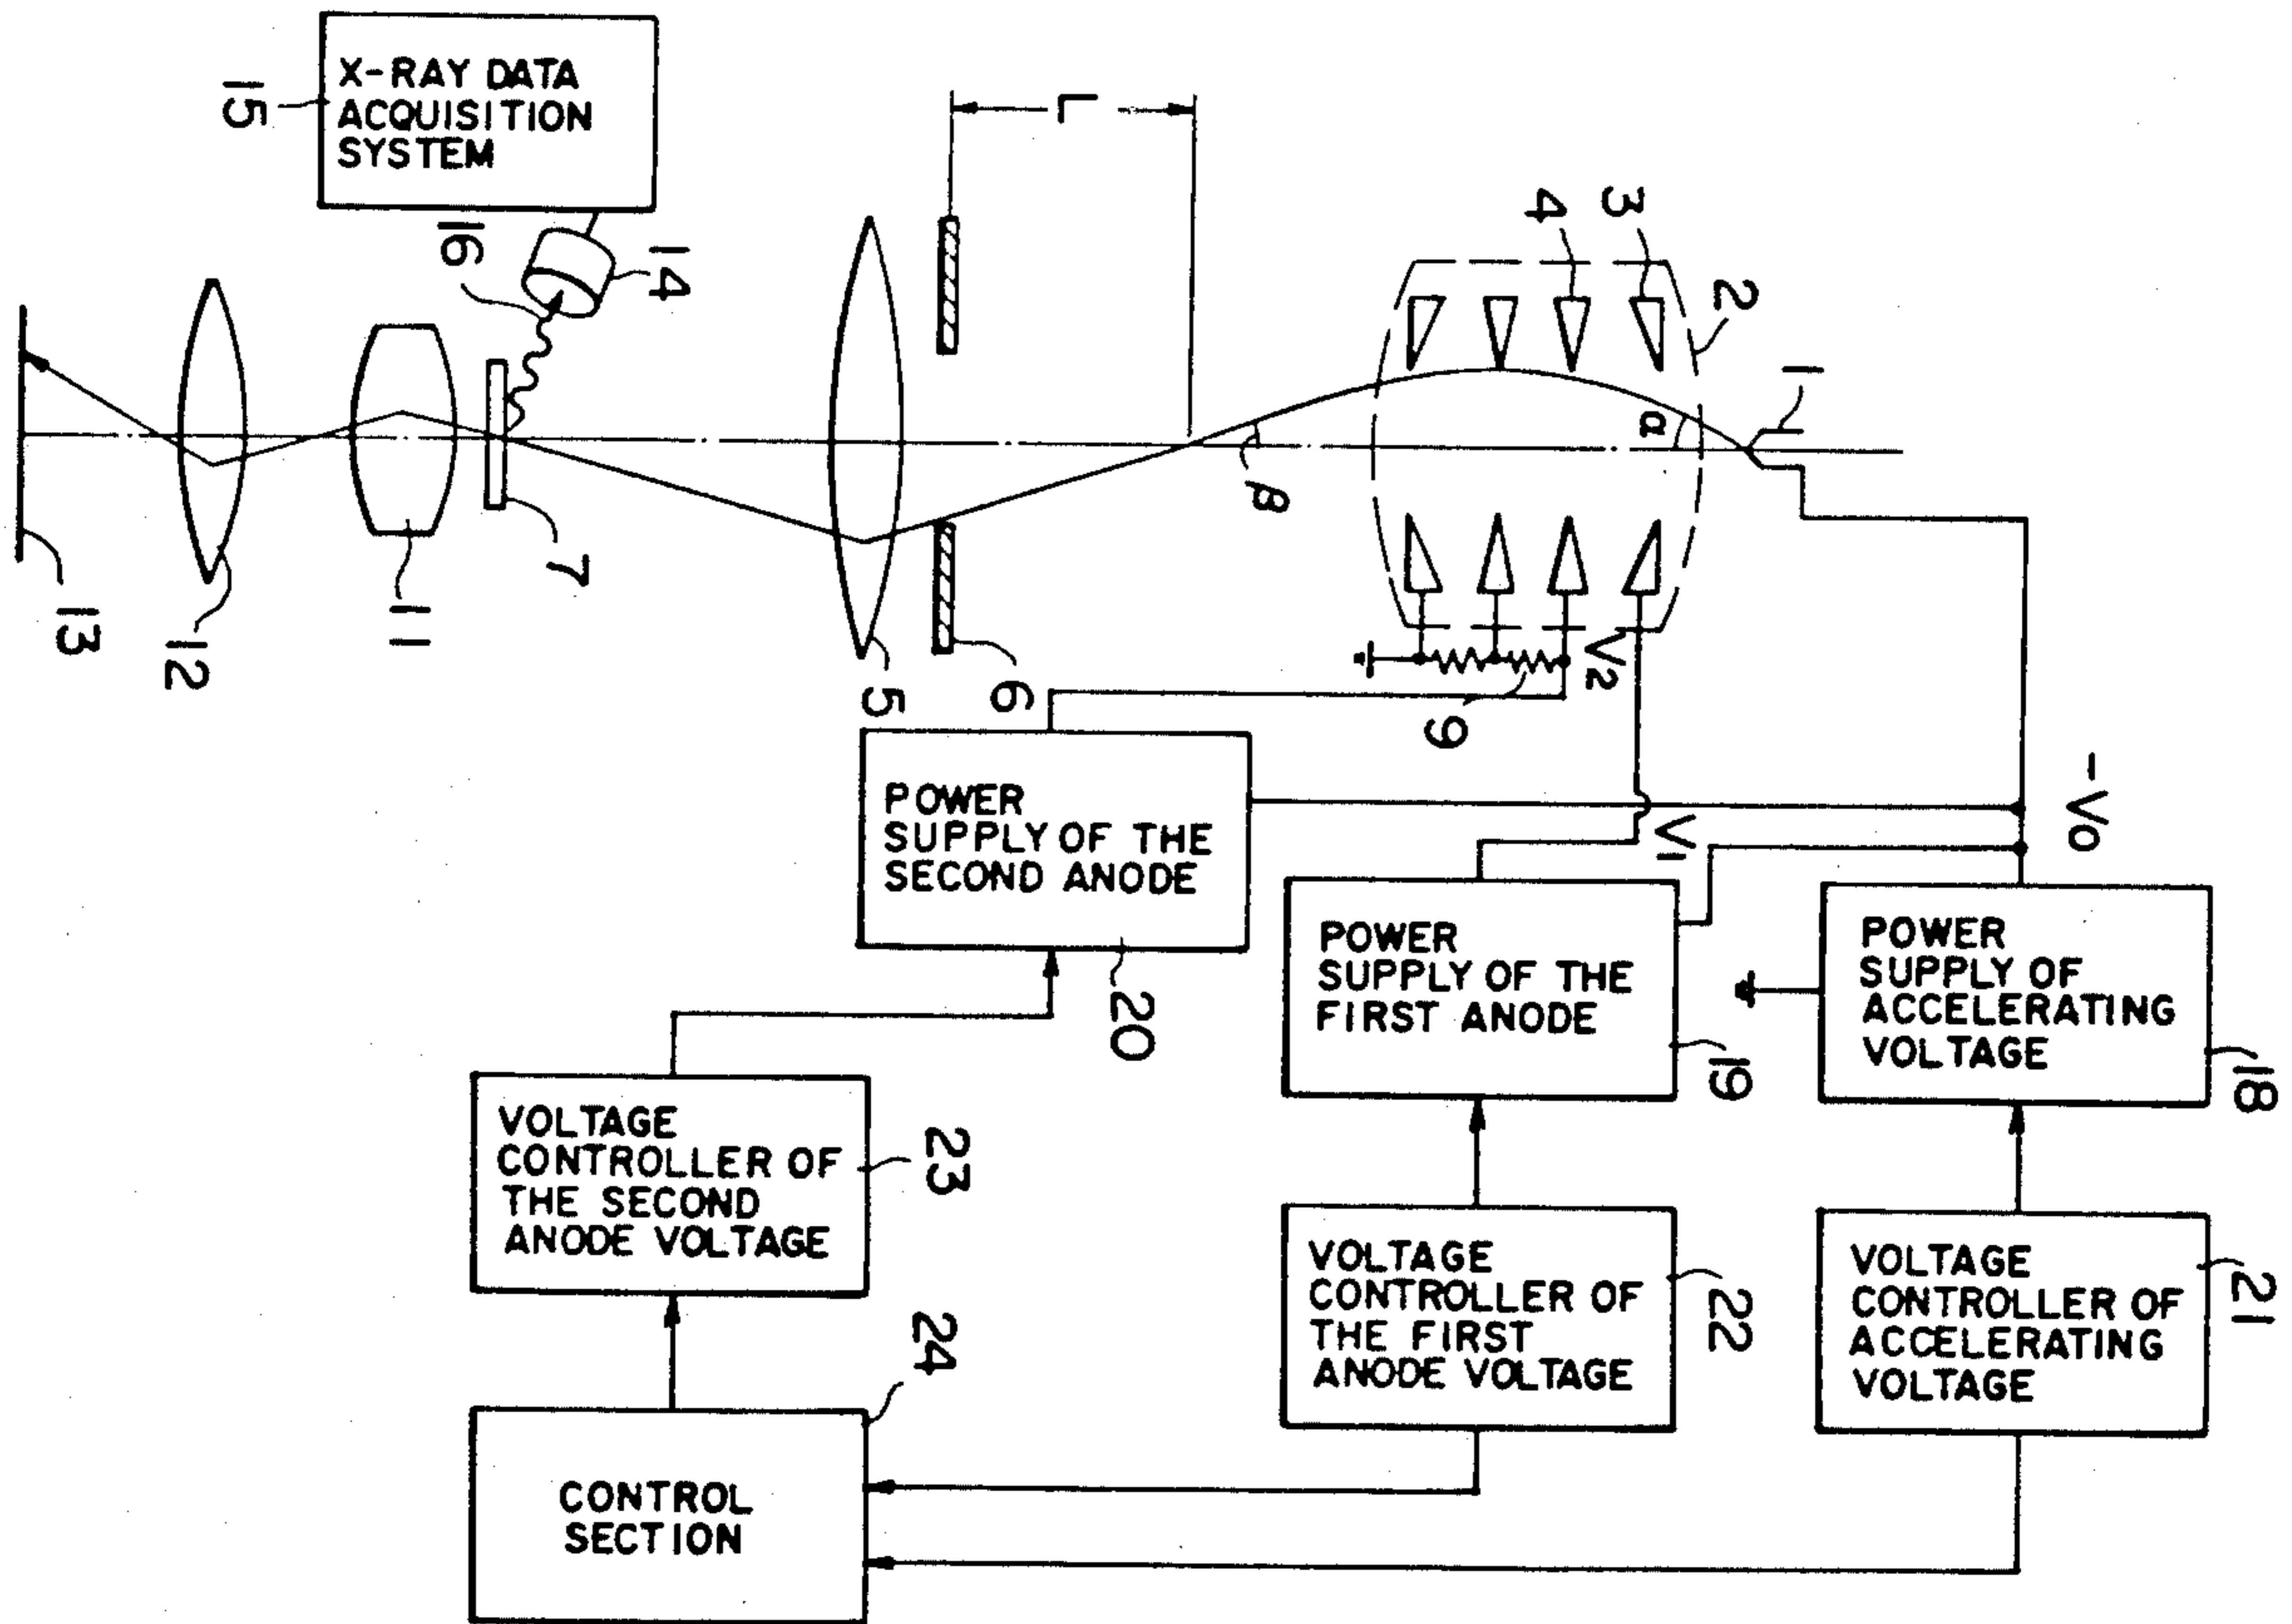 X-RAY DATA
ACQUISITION
SYSTEM
15
16
14
L
4
3
2
1
α
β
7
11
12
13
5
6
9
V2
V1
-V0
POWER
SUPPLY OF THE
SECOND ANODE
20
POWER
SUPPLY OF THE
FIRST ANODE
19
POWER
SUPPLY OF
ACCELERATING
VOLTAGE
18
VOLTAGE
CONTROLLER OF
THE SECOND
ANODE VOLTAGE
23
VOLTAGE
CONTROLLER OF
THE FIRST
ANODE VOLTAGE
22
VOLTAGE
CONTROLLER OF
ACCELERATING
VOLTAGE
21
24
CONTROL
SECTION